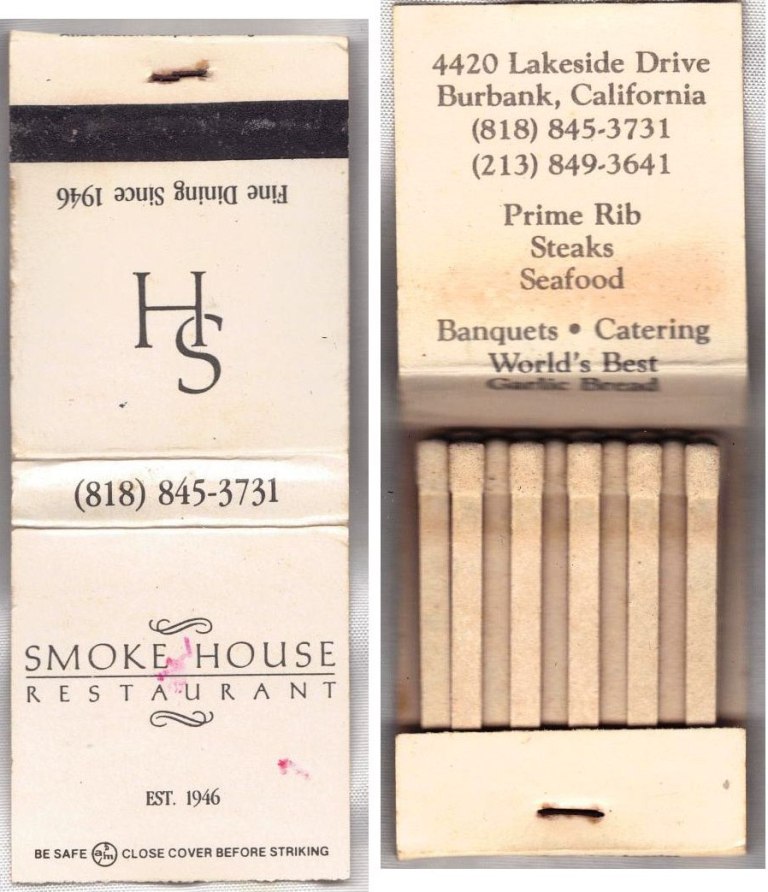 Fine Dining Since 1946
HS
(818) 845-3731
SMOKE HOUSE
RESTAURANT
EST. 1946
BE SAFE CLOSE COVER BEFORE STRIKING
4420 Lakeside Drive
Burbank, California
(818) 845-3731
(213) 849-3641
Prime Rib
Steaks
Seafood
Banquets • Catering
World's Best
Garlic Bread